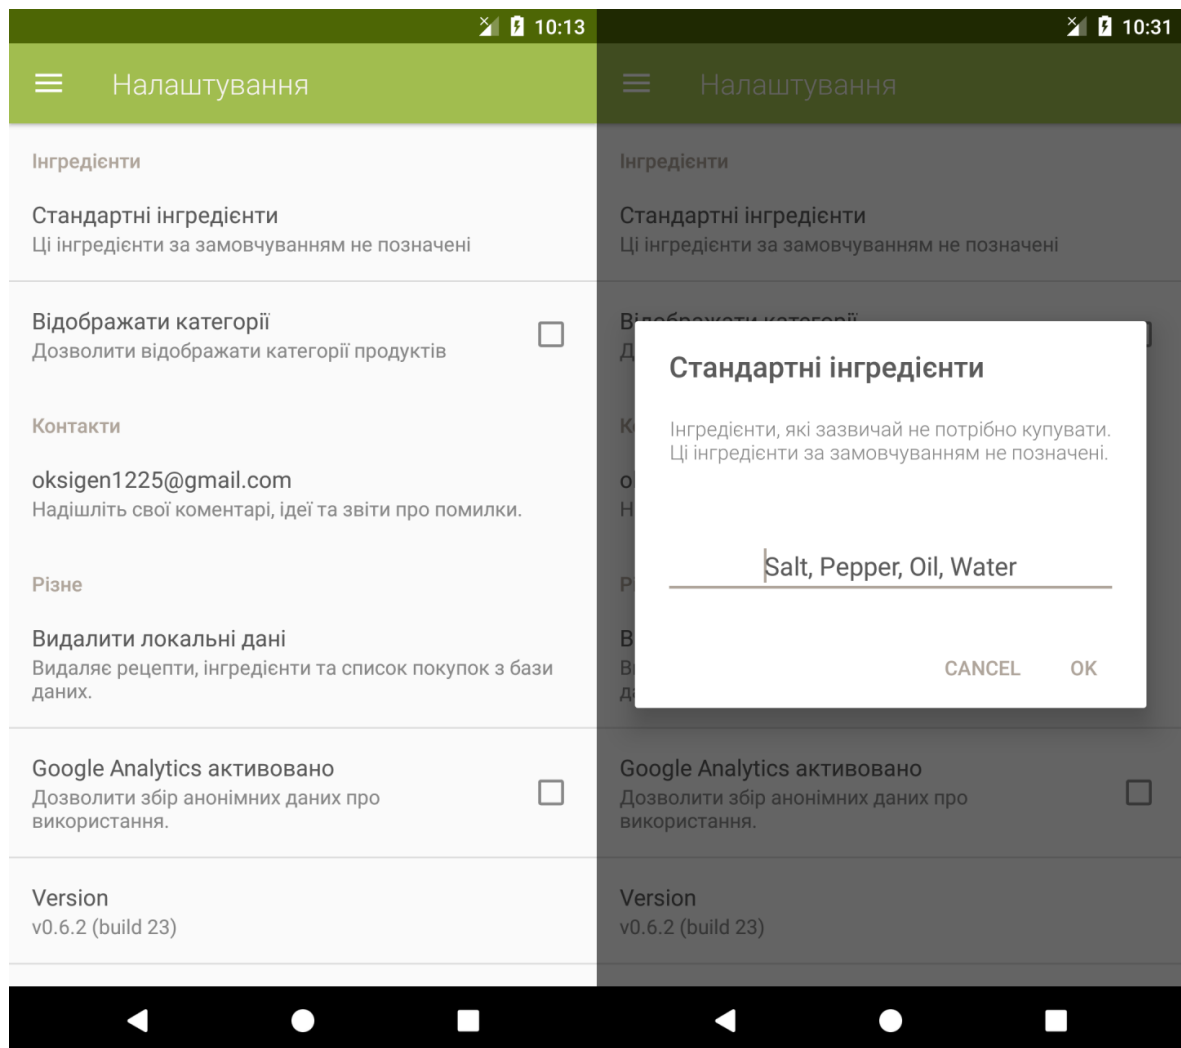 10:13
Налаштування
Інгредієнти
Стандартні інгредієнти
Ці інгредієнти за замовчуванням не позначені
Відображати категорії
Дозволити відображати категорії продуктів
Контакти
oksigen1225@gmail.com
Надішліть свої коментарі, ідеї та звіти про помилки.
Різне
Видалити локальні дані
Видаляє рецепти, інгредієнти та список покупок з бази
даних.
Google Analytics активовано
Дозволити збір анонімних даних про
використання.
Version
v0.6.2 (build 23)
10:31
Налаштування
Інгредієнти
Стандартні інгредієнти
Ці інгредієнти за замовчуванням не позначені
Стандартні інгредієнти
Інгредієнти, які зазвичай не потрібно купувати.
Ці інгредієнти за замовчуванням не позначені.
Salt, Pepper, Oil, Water
CANCEL OK
Google Analytics активовано
Дозволити збір анонімних даних про
використання.
Version
v0.6.2 (build 23)